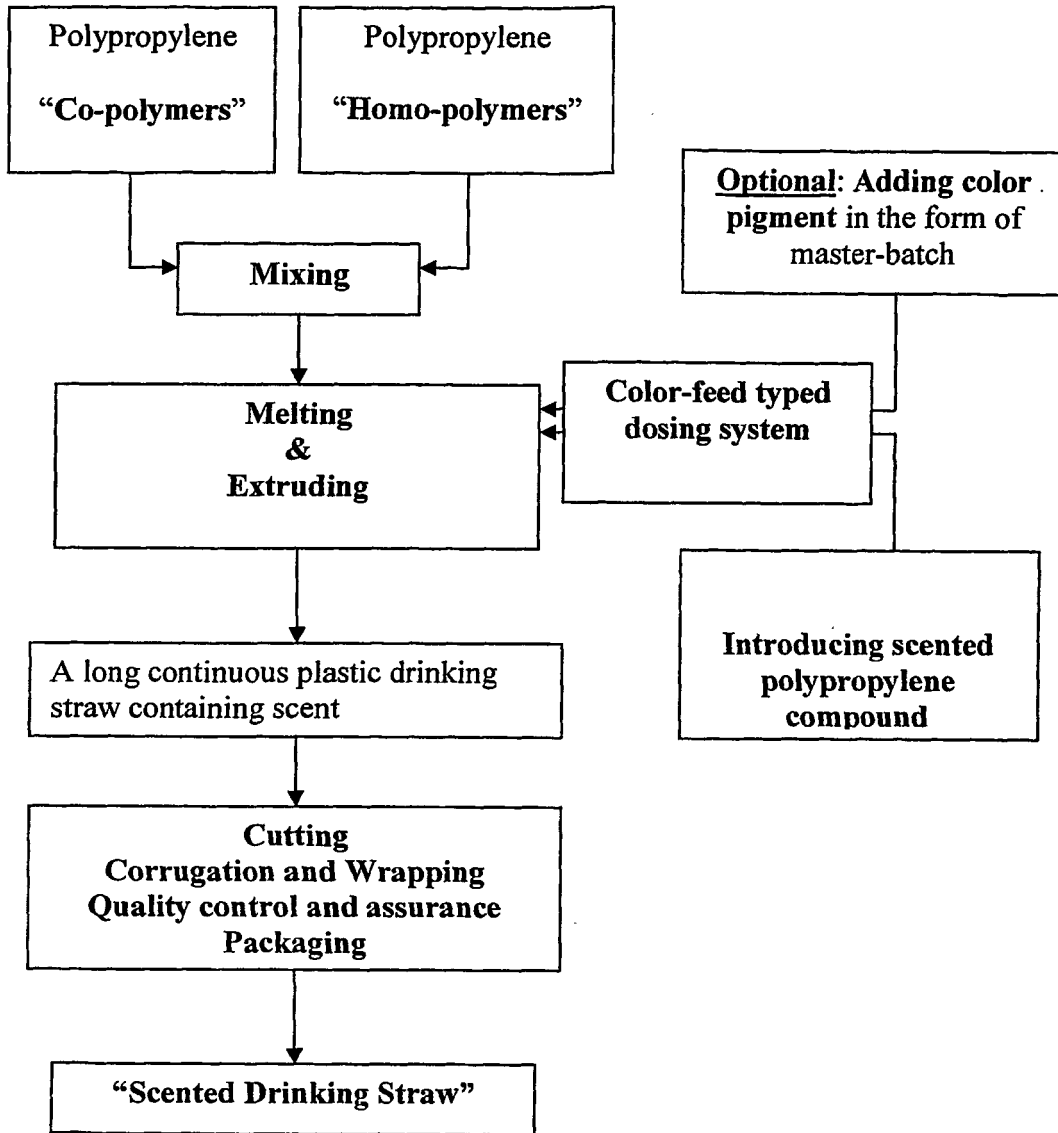 Polypropylene
“Co-polymers”
Polypropylene
“Homo-polymers”
Optional: Adding color
pigment in the form of
master-batch
Mixing
Melting
&
Extruding
Color-feed typed
dosing system
Introducing scented
polypropylene
compound
A long continuous plastic drinking
straw containing scent
Cutting
Corrugation and Wrapping
Quality control and assurance
Packaging
“Scented Drinking Straw”